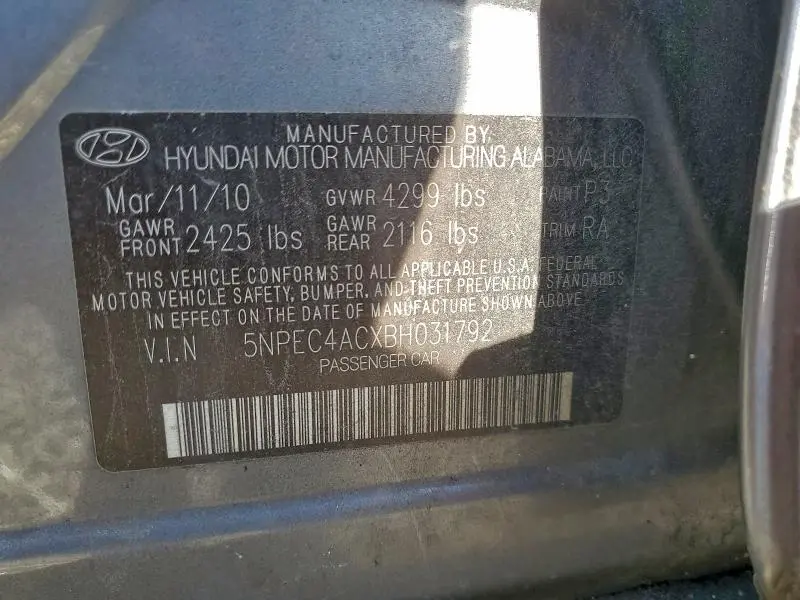 MANUFACTURED BY
HYUNDAI MOTOR MANUFACTURING ALABAMA, LLC
Mar/11/10 GVWR 4299 lbs PAINT P3
GAWR FRONT 2425 lbs GAWR REAR 2116 lbs TRIM RA
THIS VEHICLE CONFORMS TO ALL APPLICABLE U.S.A. FEDERAL
MOTOR VEHICLE SAFETY, BUMPER, AND THEFT PREVENTION STANDARDS
IN EFFECT ON THE DATE OF MANUFACTURE SHOWN ABOVE
V.I.N 5NPEC4ACXBH031792
PASSENGER CAR